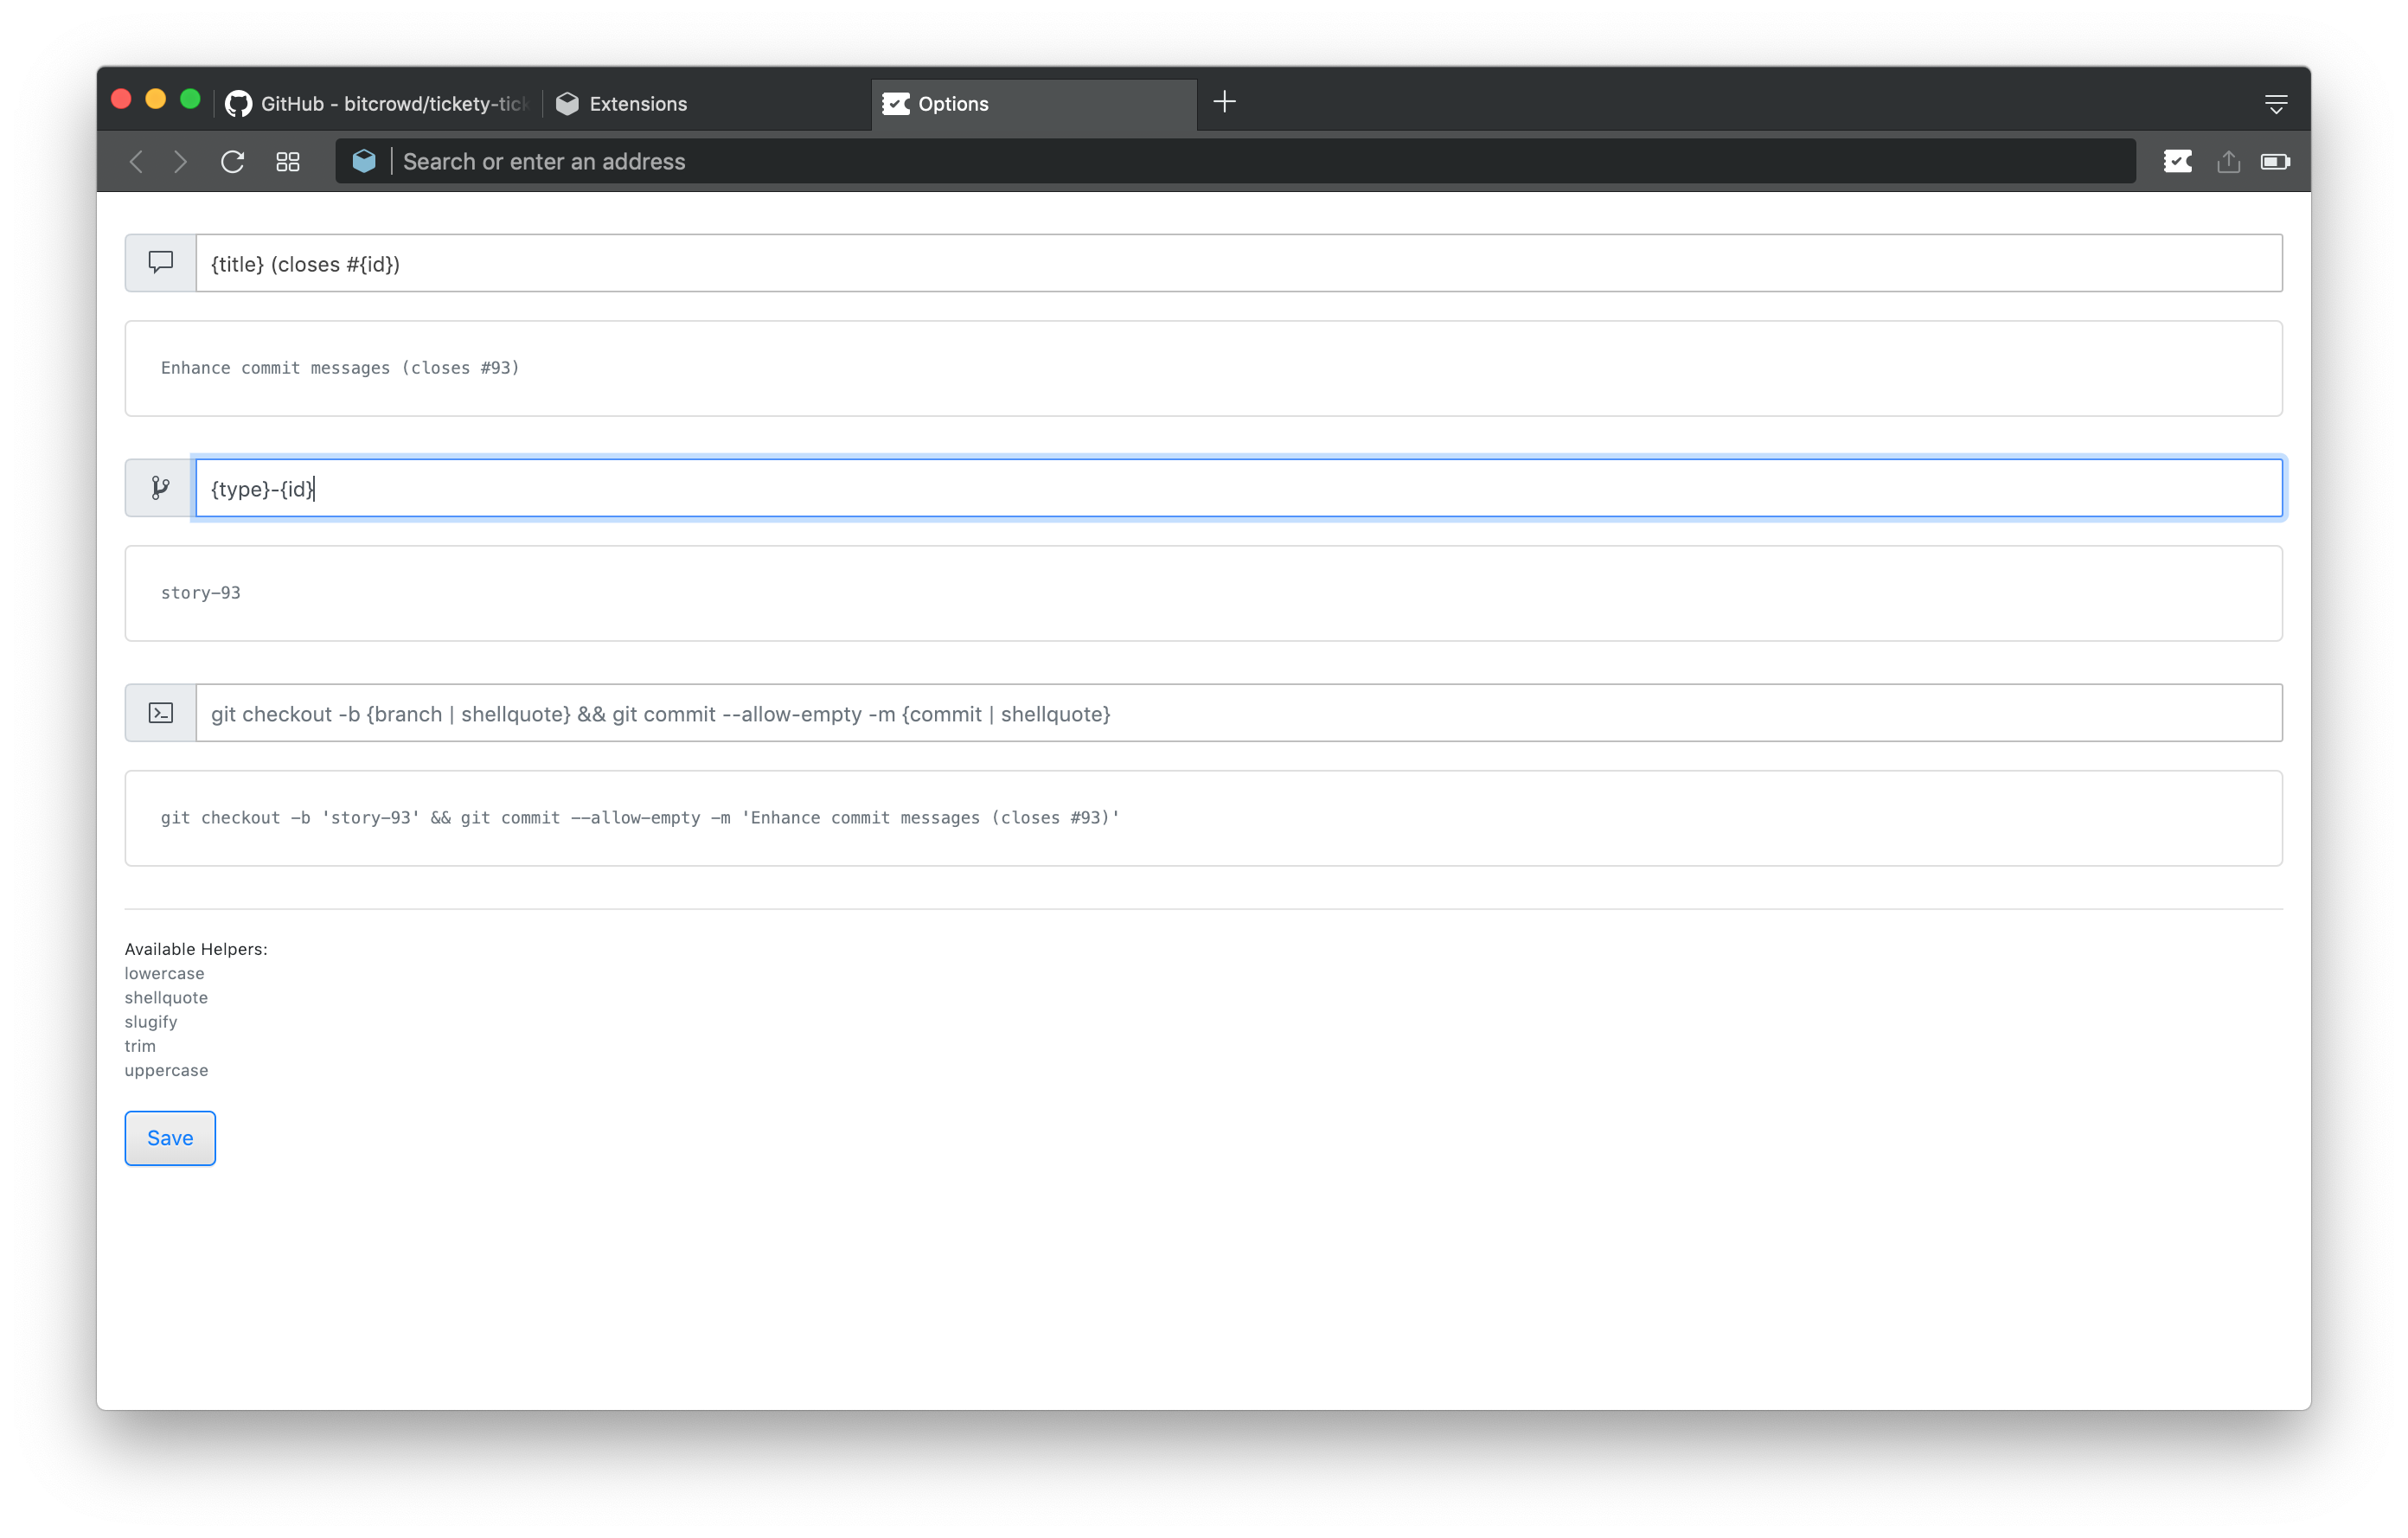 GitHub - bitcrowd/tickety-tick
Extensions
Options
Search or enter an address
{title} (closes #{id})
Enhance commit messages (closes #93)
{type}-{id}
story-93
git checkout -b {branch | shellquote} && git commit --allow-empty -m {commit | shellquote}
git checkout -b 'story-93' && git commit --allow-empty -m 'Enhance commit messages (closes #93)'
Available Helpers:
lowercase
shellquote
slugify
trim
uppercase
Save